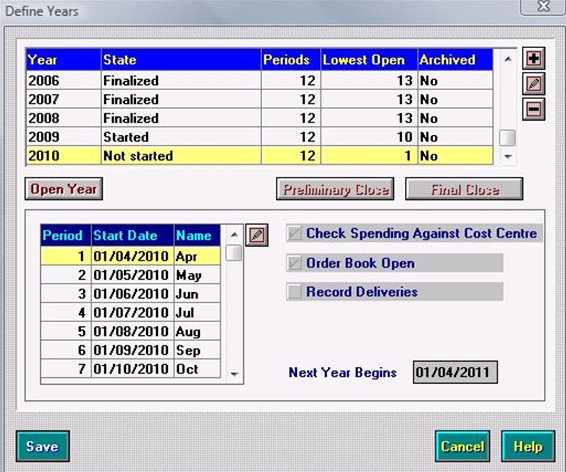 Define Years
Year State Periods Lowest Open Archived
2006 Finalized 12 13 No
2007 Finalized 12 13 No
2008 Finalized 12 13 No
2009 Started 12 10 No
2010 Not started 12 1 No
Open Year Preliminary Close Final Close
Period Start Date Name
1 01/04/2010 Apr
2 01/05/2010 May
3 01/06/2010 Jun
4 01/07/2010 Jul
5 01/08/2010 Aug
6 01/09/2010 Sep
7 01/10/2010 Oct
Check Spending Against Cost Centre
Order Book Open
Record Deliveries
Next Year Begins 01/04/2011
Save Cancel Help